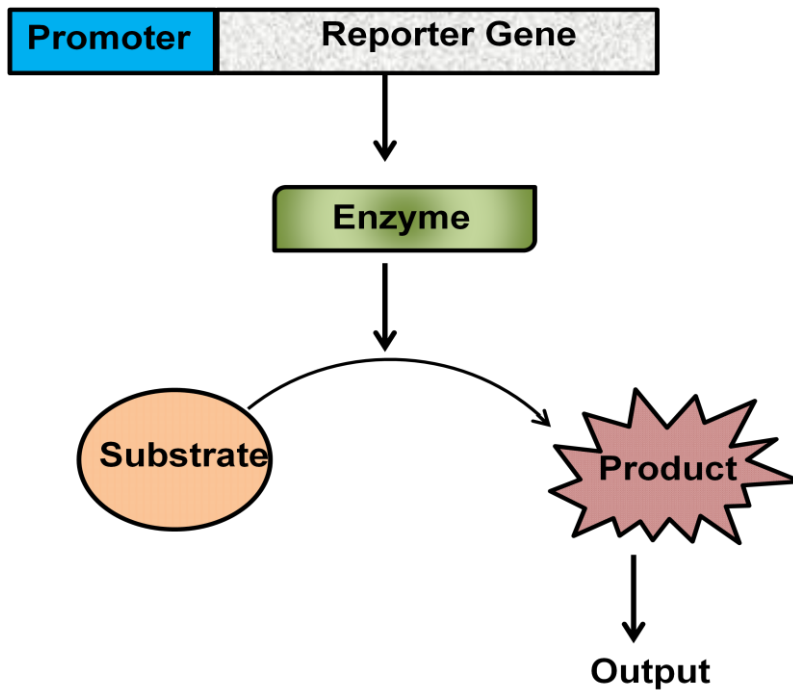 Promoter
Reporter Gene
Enzyme
Substrate
Product
Output